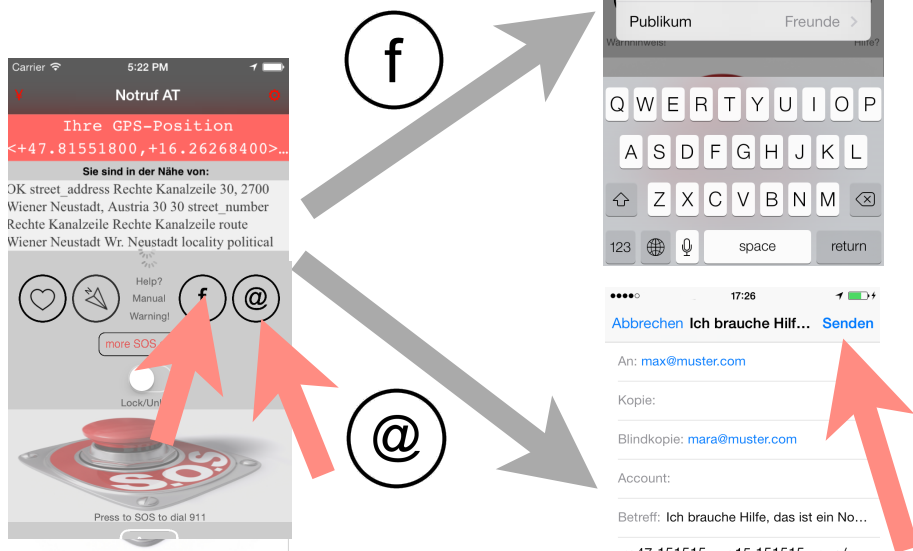 Carrier 5:22 PM
Notruf AT
Ihre GPS-Position
<+47.81551800,+16.26268400>...
Sie sind in der Nähe von:
OK street_address Rechte Kanalzeile 30, 2700
Wiener Neustadt, Austria 30 30 street_number
Rechte Kanalzeile Rechte Kanalzeile route
Wiener Neustadt Wr. Neustadt locality political
N
Help?
Manual
Warning!
f @
more SOS
Lock/Un
S.O.S
Press to SOS to dial 911
f
@
Publikum Freunde >
Warnhinweis! Hilfe?
Q W E R T Y U I O P
A S D F G H J K L
Z X C V B N M
123 space return
17:26
Abbrechen Ich brauche Hilf... Senden
An: max@muster.com
Kopie:
Blindkopie: mara@muster.com
Account:
Betreff: Ich brauche Hilfe, das ist ein No...